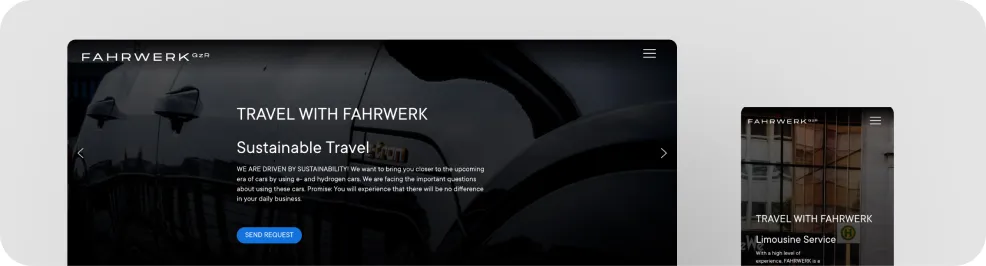 FAHRWERK GzR
TRAVEL WITH FAHRWERK
Sustainable Travel
WE ARE DRIVEN BY SUSTAINABILITY! We want to bring you closer to the upcoming
era of cars by using e- and hydrogen cars. We are facing the important questions
about using these cars. Promise: You will experience that there will be no difference
in your daily business.
SEND REQUEST
FAHRWERK GzR
TRAVEL WITH FAHRWERK
H
Limousine Service
With a high level of
experience, FAHRWERK is a